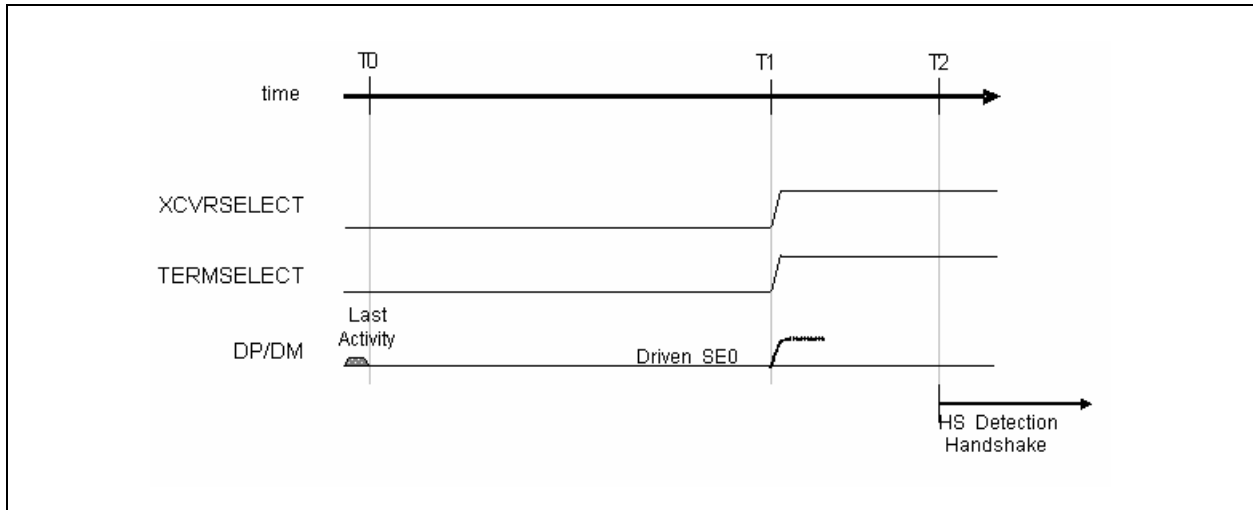 T0
T1
T2
time
XCVRSELECT
TERMSELECT
Last
Activity
DP/DM
Driven SE0
HS Detection
Handshake